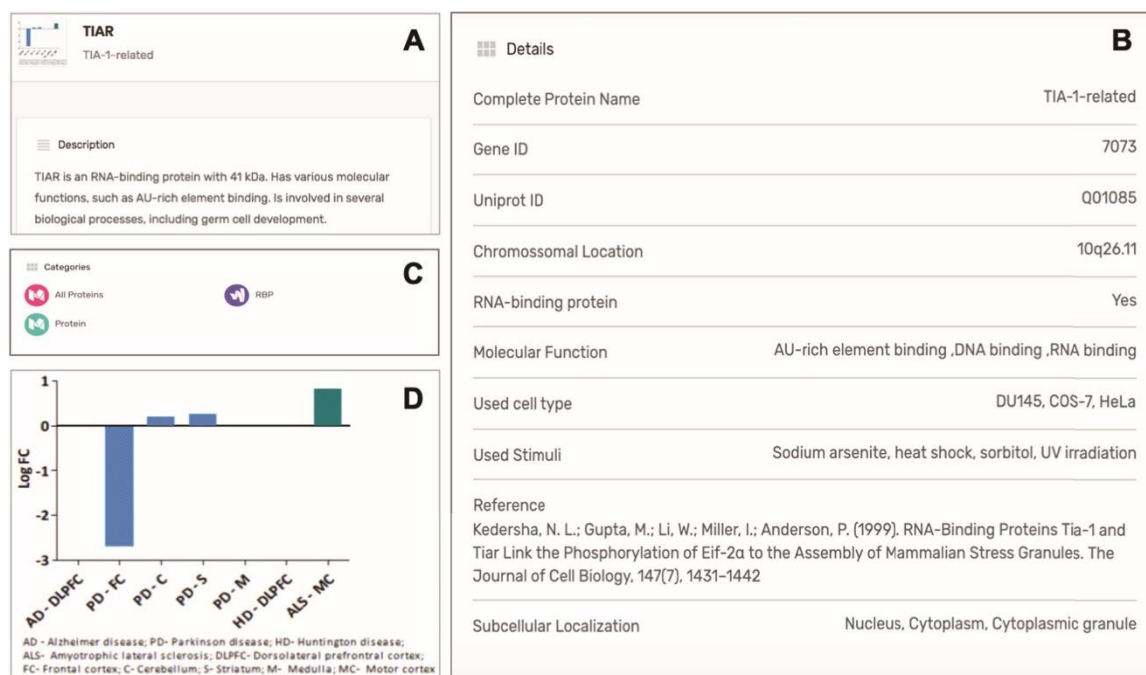 TIAR
A
TIA-1-related
Description
TIAR is an RNA-binding protein with 41 kDa. Has various molecular
functions, such as AU-rich element binding. Is involved in several
biological processes, including germ cell development.
B
Details
Complete Protein Name TIA-1-related
Gene ID 7073
Uniprot ID Q01085
Chromossomal Location 10q26.11
RNA-binding protein Yes
Molecular Function AU-rich element binding ,DNA binding ,RNA binding
Used cell type DU145, COS-7, HeLa
Used Stimuli Sodium arsenite, heat shock, sorbitol, UV irradiation
Reference
Kedersha, N. L.; Gupta, M.; Li, W.; Miller, I.; Anderson, P. (1999). RNA-Binding Proteins Tia-1 and
Tiar Link the Phosphorylation of Eif-2α to the Assembly of Mammalian Stress Granules. The
Journal of Cell Biology, 147(7), 1431–1442
Subcellular Localization Nucleus, Cytoplasm, Cytoplasmic granule
C
Categories
All Proteins RBP
Protein
D
Log FC
1
0
-1
-2
-3
AD - DLPFC
PD - FC
PD - C
PD - S
PD - M
HD - DLPFC
ALS - MC
AD - Alzheimer disease; PD- Parkinson disease; HD- Huntington disease;
ALS- Amyotrophic lateral sclerosis; DLPFC- Dorsolateral prefrontal cortex;
FC- Frontal cortex; C- Cerebellum; S- Striatum; M- Medulla; MC- Motor cortex